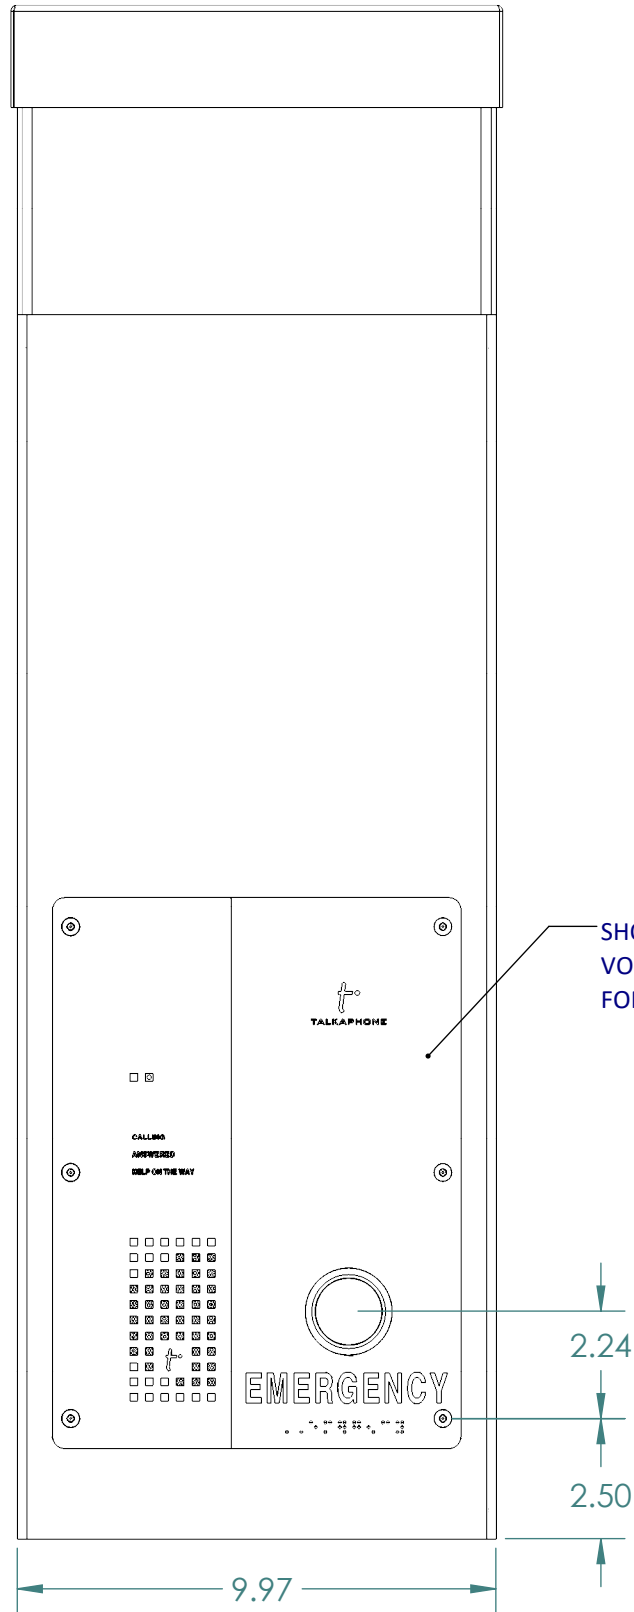 SHO
VO
FO
TALKAPHONE
CALLING
ANSWERED
HELP ON THE WAY
2.24
EMERGENCY
2.50
9.97